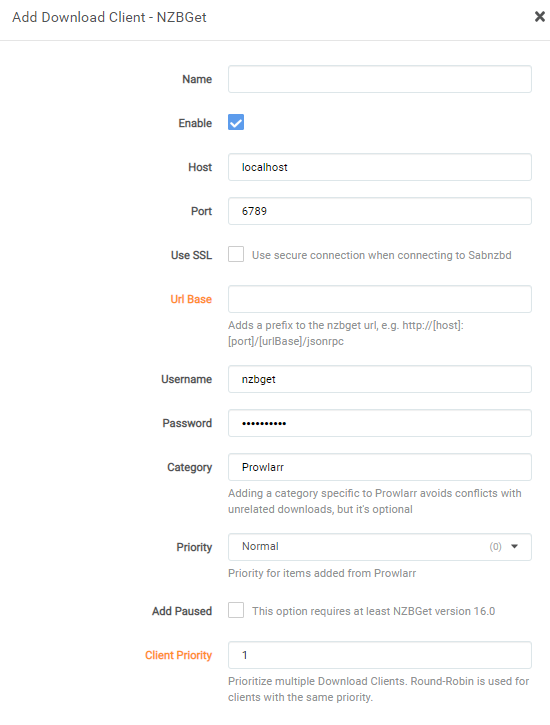 Add Download Client - NZBGet
Name
Enable
Host localhost
Port 6789
Use SSL Use secure connection when connecting to Sabnzbd
Url Base
Adds a prefix to the nzbget url, e.g. http://[host]:
[port]/[urlBase]/jsonrpc
Username nzbget
Password ••••••••••
Category Prowlarr
Adding a category specific to Prowlarr avoids conflicts with
unrelated downloads, but it's optional
Priority Normal (0)
Priority for items added from Prowlarr
Add Paused This option requires at least NZBGet version 16.0
Client Priority 1
Prioritize multiple Download Clients. Round-Robin is used for
clients with the same priority.